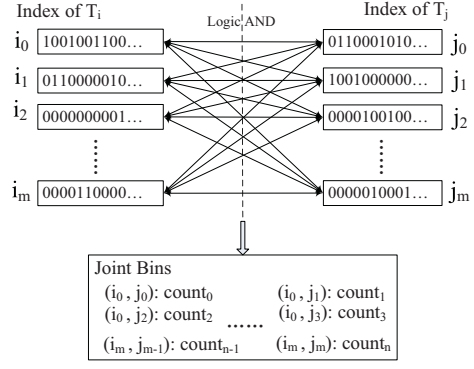 Index of Tᵢ
Logic AND
Index of Tⱼ
i₀ 1001001100… 0110001010… j₀
i₁ 0110000010… 1001000000… j₁
i₂ 0000000001… 0000100100… j₂
...... ......
iₘ 0000110000… 0000010001… jₘ
Joint Bins
(i₀, j₀): count₀ (i₀, j₁): count₁
(i₀, j₂): count₂ ...... (i₀, j₃): count₃
(iₘ, jₘ₋₁): countₙ₋₁ (iₘ, jₘ): countₙ